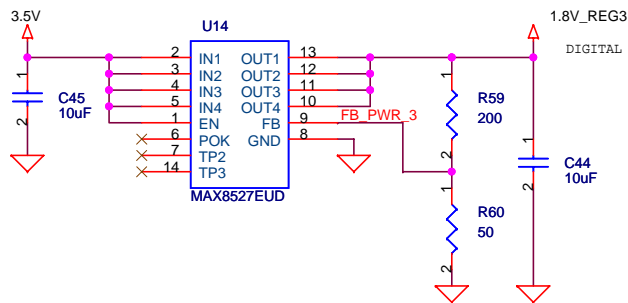 3.5V
U14
1.8V_REG3
DIGITAL
2 IN1 OUT1 13
3 IN2 OUT2 12
4 IN3 OUT3 11
5 IN4 OUT4 10
1 EN FB 9 FB_PWR_3
6 POK GND 8
7 TP2
14 TP3
MAX8527EUD
1
C45
10uF
2
1
R59
200
2
1
C44
10uF
2
1
R60
50
2